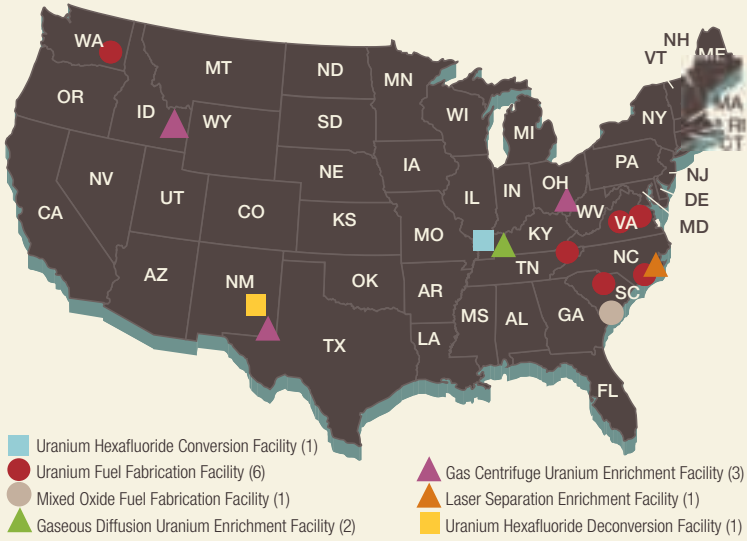 NH
WA
VT
ME
MT
ND
MN
OR
ID
WY
SD
WI
MI
NY
MA
RI
CT
NE
IA
PA
NV
UT
CO
IL
IN
OH
NJ
DE
CA
KS
MO
KY
WV
VA
MD
AZ
NM
OK
TN
NC
AR
SC
TX
MS
AL
GA
LA
FL
Uranium Hexafluoride Conversion Facility (1)
Uranium Fuel Fabrication Facility (6)
Mixed Oxide Fuel Fabrication Facility (1)
Gaseous Diffusion Uranium Enrichment Facility (2)
Gas Centrifuge Uranium Enrichment Facility (3)
Laser Separation Enrichment Facility (1)
Uranium Hexafluoride Deconversion Facility (1)